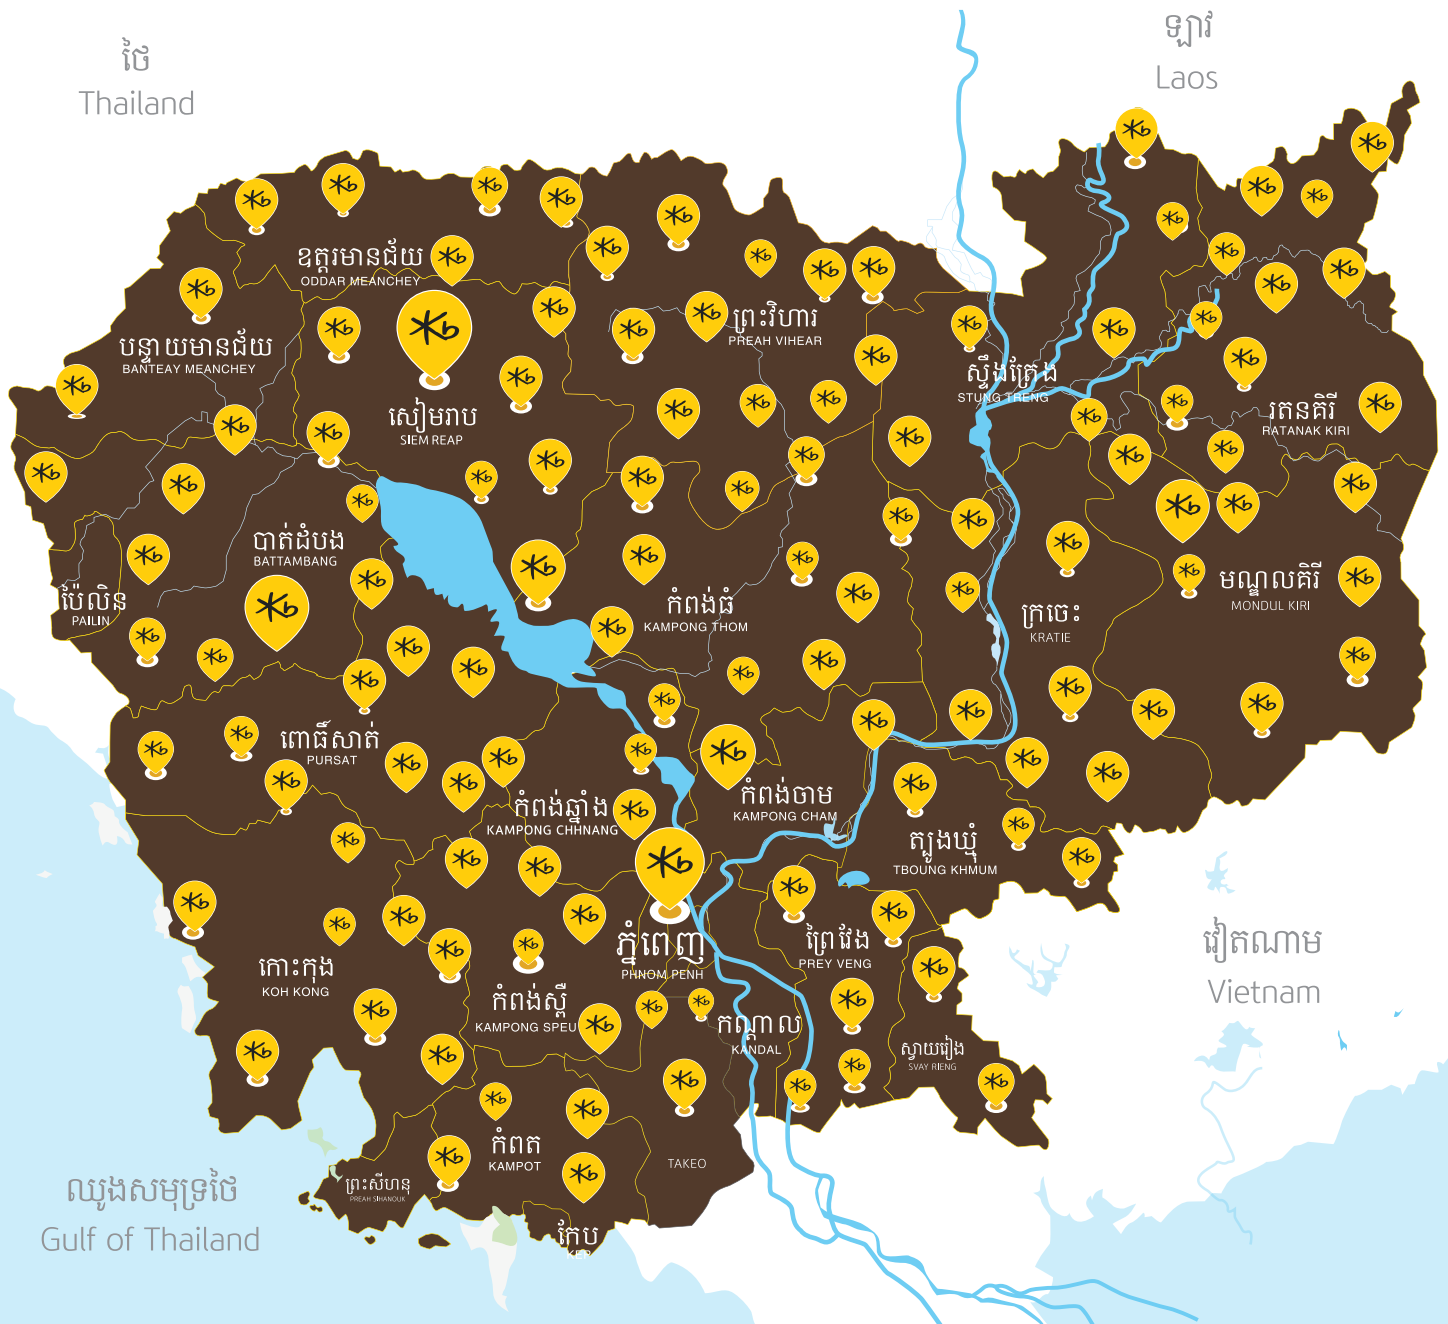 ថៃ
Thailand
ឡាវ
Laos
ឧត្តរមានជ័យ
ODDAR MEANCHEY
បន្ទាយមានជ័យ
BANTEAY MEANCHEY
ព្រះវិហារ
PREAH VIHEAR
សៀមរាប
SIEM REAP
ស្ទឹងត្រែង
STUNG TRENG
រតនគិរី
RATANAK KIRI
បាត់ដំបង
BATTAMBANG
ប៉ៃលិន
PAILIN
កំពង់ធំ
KAMPONG THOM
ក្រចេះ
KRATIE
មណ្ឌលគិរី
MONDUL KIRI
ពោធិ៍សាត់
PURSAT
កំពង់ឆ្នាំង
KAMPONG CHHNANG
កំពង់ចាម
KAMPONG CHAM
ត្បូងឃ្មុំ
TBOUNG KHMUM
ភ្នំពេញ
PHNOM PENH
ព្រៃវែង
PREY VENG
កោះកុង
KOH KONG
កំពង់ស្ពឺ
KAMPONG SPEU
កណ្តាល
KANDAL
ស្វាយរៀង
SVAY RIENG
វៀតណាម
Vietnam
កំពត
KAMPOT
TAKEO
ព្រះសីហនុ
PREAH SIHANOUK
កែប
KEP
ឈូងសមុទ្រថៃ
Gulf of Thailand